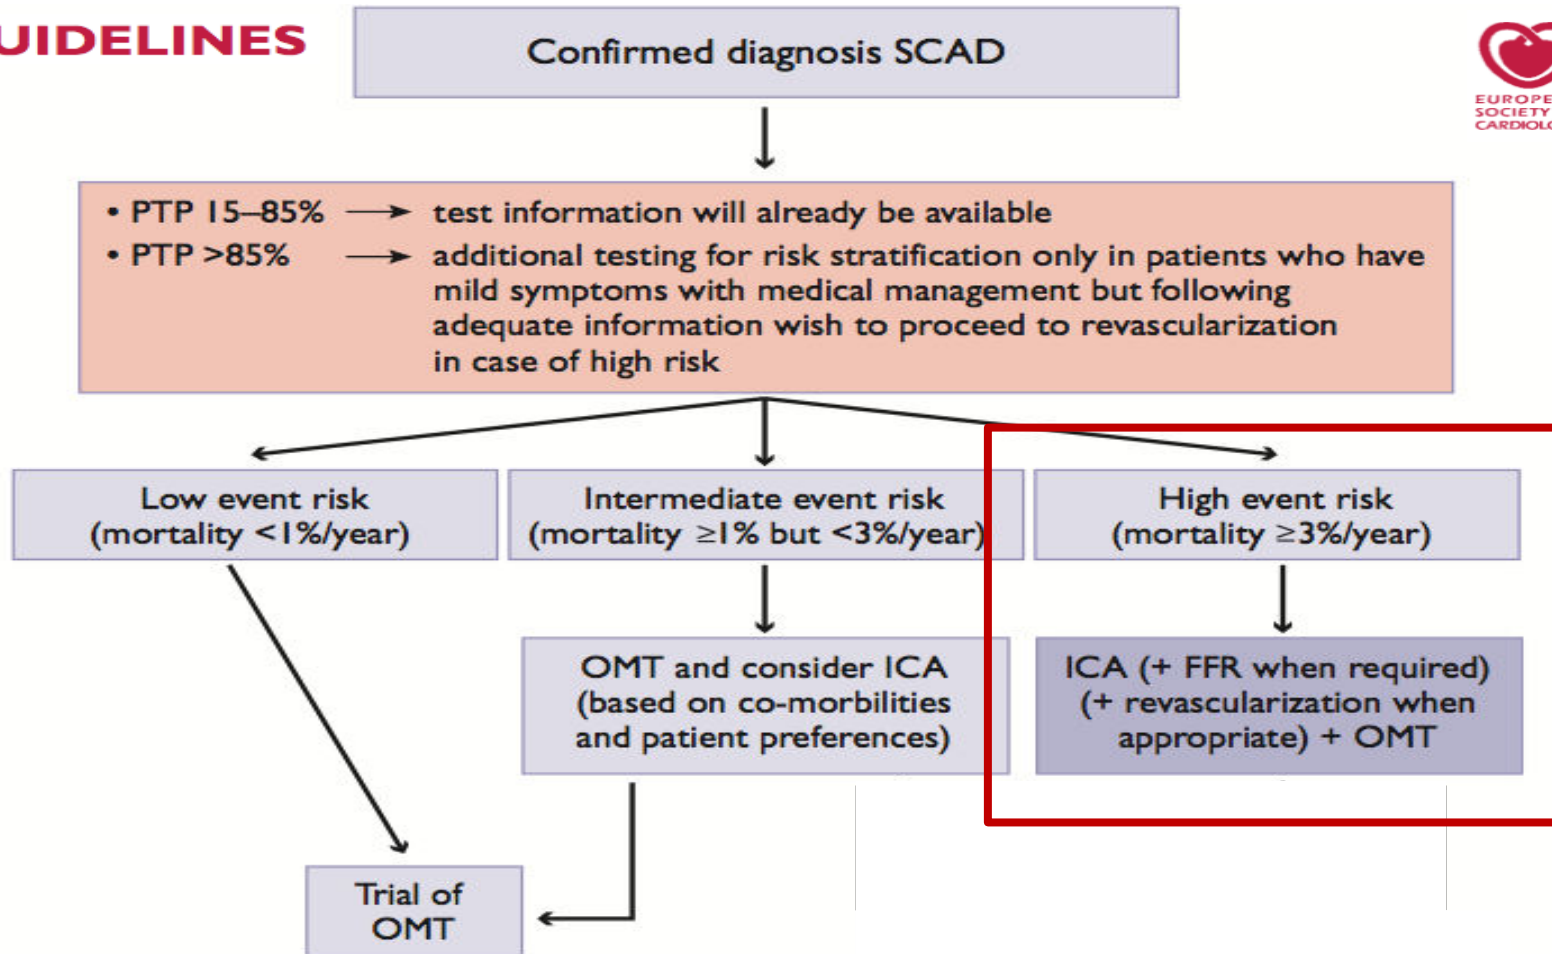 UIDELINES
Confirmed diagnosis SCAD
EUROPE
SOCIETY
CARDIOLO
• PTP 15–85% → test information will already be available
• PTP >85% → additional testing for risk stratification only in patients who have
mild symptoms with medical management but following
adequate information wish to proceed to revascularization
in case of high risk
Low event risk
(mortality <1%/year)
Intermediate event risk
(mortality ≥1% but <3%/year)
High event risk
(mortality ≥3%/year)
OMT and consider ICA
(based on co-morbilities
and patient preferences)
ICA (+ FFR when required)
(+ revascularization when
appropriate) + OMT
Trial of
OMT